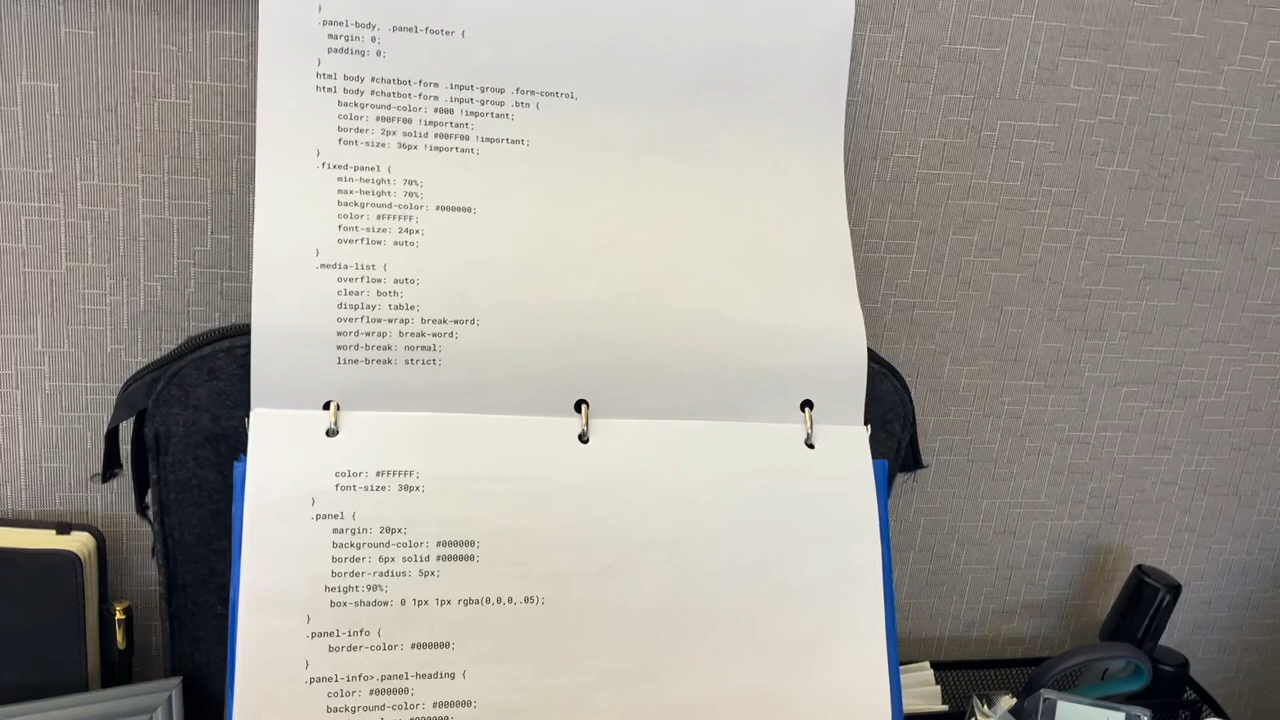 }
.panel-body, .panel-footer {
margin: 0;
padding: 0;
}
html body #chatbot-form .input-group .form-control,
html body #chatbot-form .input-group .btn {
background-color: #000 !important;
color: #00FF00 !important;
border: 2px solid #00FF00 !important;
font-size: 36px !important;
}
.fixed-panel {
min-height: 70%;
max-height: 70%;
background-color: #000000;
color: #FFFFFF;
font-size: 24px;
overflow: auto;
}
.media-list {
overflow: auto;
clear: both;
display: table;
overflow-wrap: break-word;
word-wrap: break-word;
word-break: normal;
line-break: strict;
color: #FFFFFF;
font-size: 30px;
}
.panel {
margin: 20px;
background-color: #000000;
border: 6px solid #000000;
border-radius: 5px;
height:90%;
box-shadow: 0 1px 1px rgba(0,0,0,.05);
}
.panel-info {
border-color: #000000;
}
.panel-info>.panel-heading {
color: #000000;
background-color: #000000;